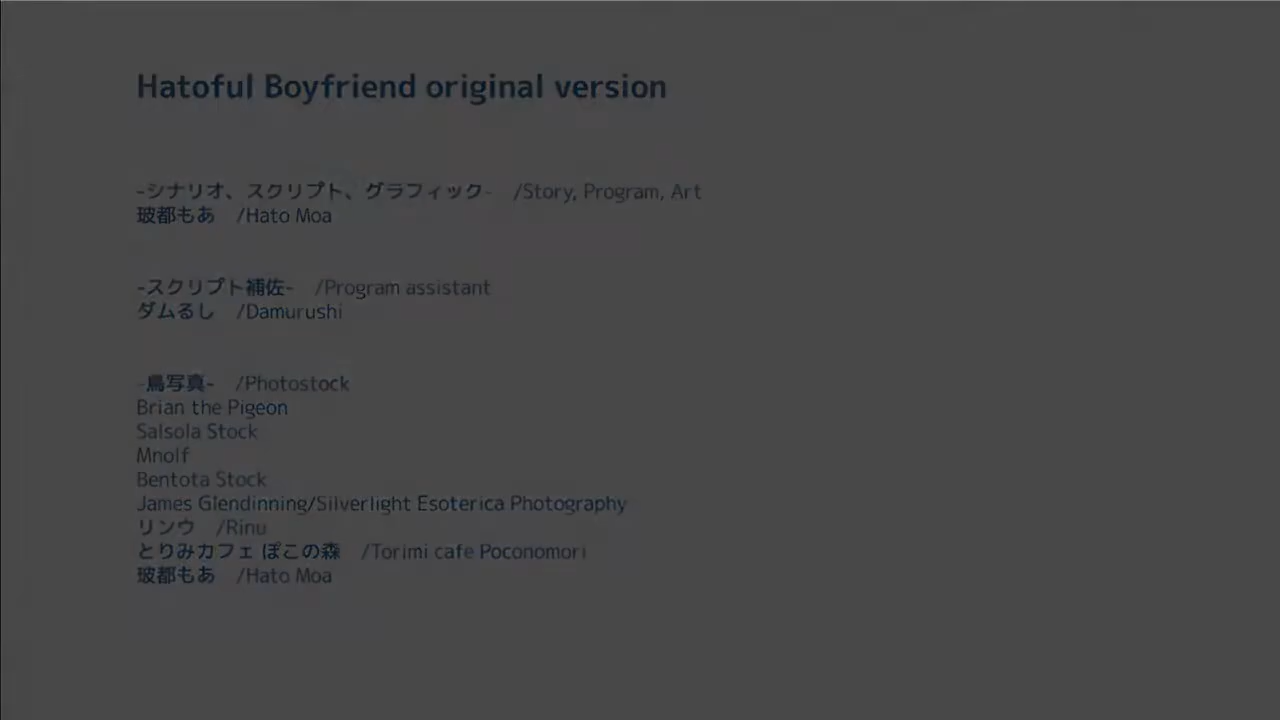 Hatoful Boyfriend original version
-シナリオ、スクリプト、グラフィック- /Story, Program, Art
玻都もあ /Hato Moa
-スクリプト補佐- /Program assistant
ダムるし /Damurushi
-鳥写真- /Photostock
Brian the Pigeon
Salsola Stock
Mnolf
Bentota Stock
James Glendinning/Silverlight Esoterica Photography
リンウ /Rinu
とりみカフェ ぽこの森 /Torimi cafe Poconomori
玻都もあ /Hato Moa